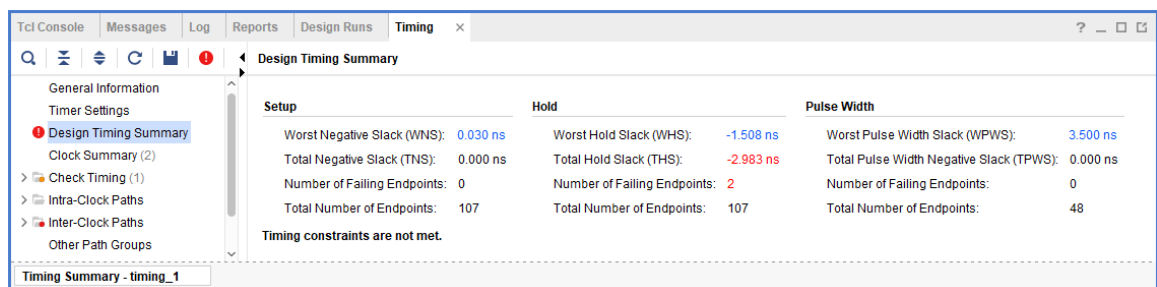 Tcl Console Messages Log Reports Design Runs Timing × ? _
Design Timing Summary
General Information
Timer Settings
Design Timing Summary
Clock Summary (2)
> Check Timing (1)
> Intra-Clock Paths
> Inter-Clock Paths
Other Path Groups
Setup Hold Pulse Width
Worst Negative Slack (WNS): 0.030 ns Worst Hold Slack (WHS): -1.508 ns Worst Pulse Width Slack (WPWS): 3.500 ns
Total Negative Slack (TNS): 0.000 ns Total Hold Slack (THS): -2.983 ns Total Pulse Width Negative Slack (TPWS): 0.000 ns
Number of Failing Endpoints: 0 Number of Failing Endpoints: 2 Number of Failing Endpoints: 0
Total Number of Endpoints: 107 Total Number of Endpoints: 107 Total Number of Endpoints: 48
Timing constraints are not met.
Timing Summary - timing_1